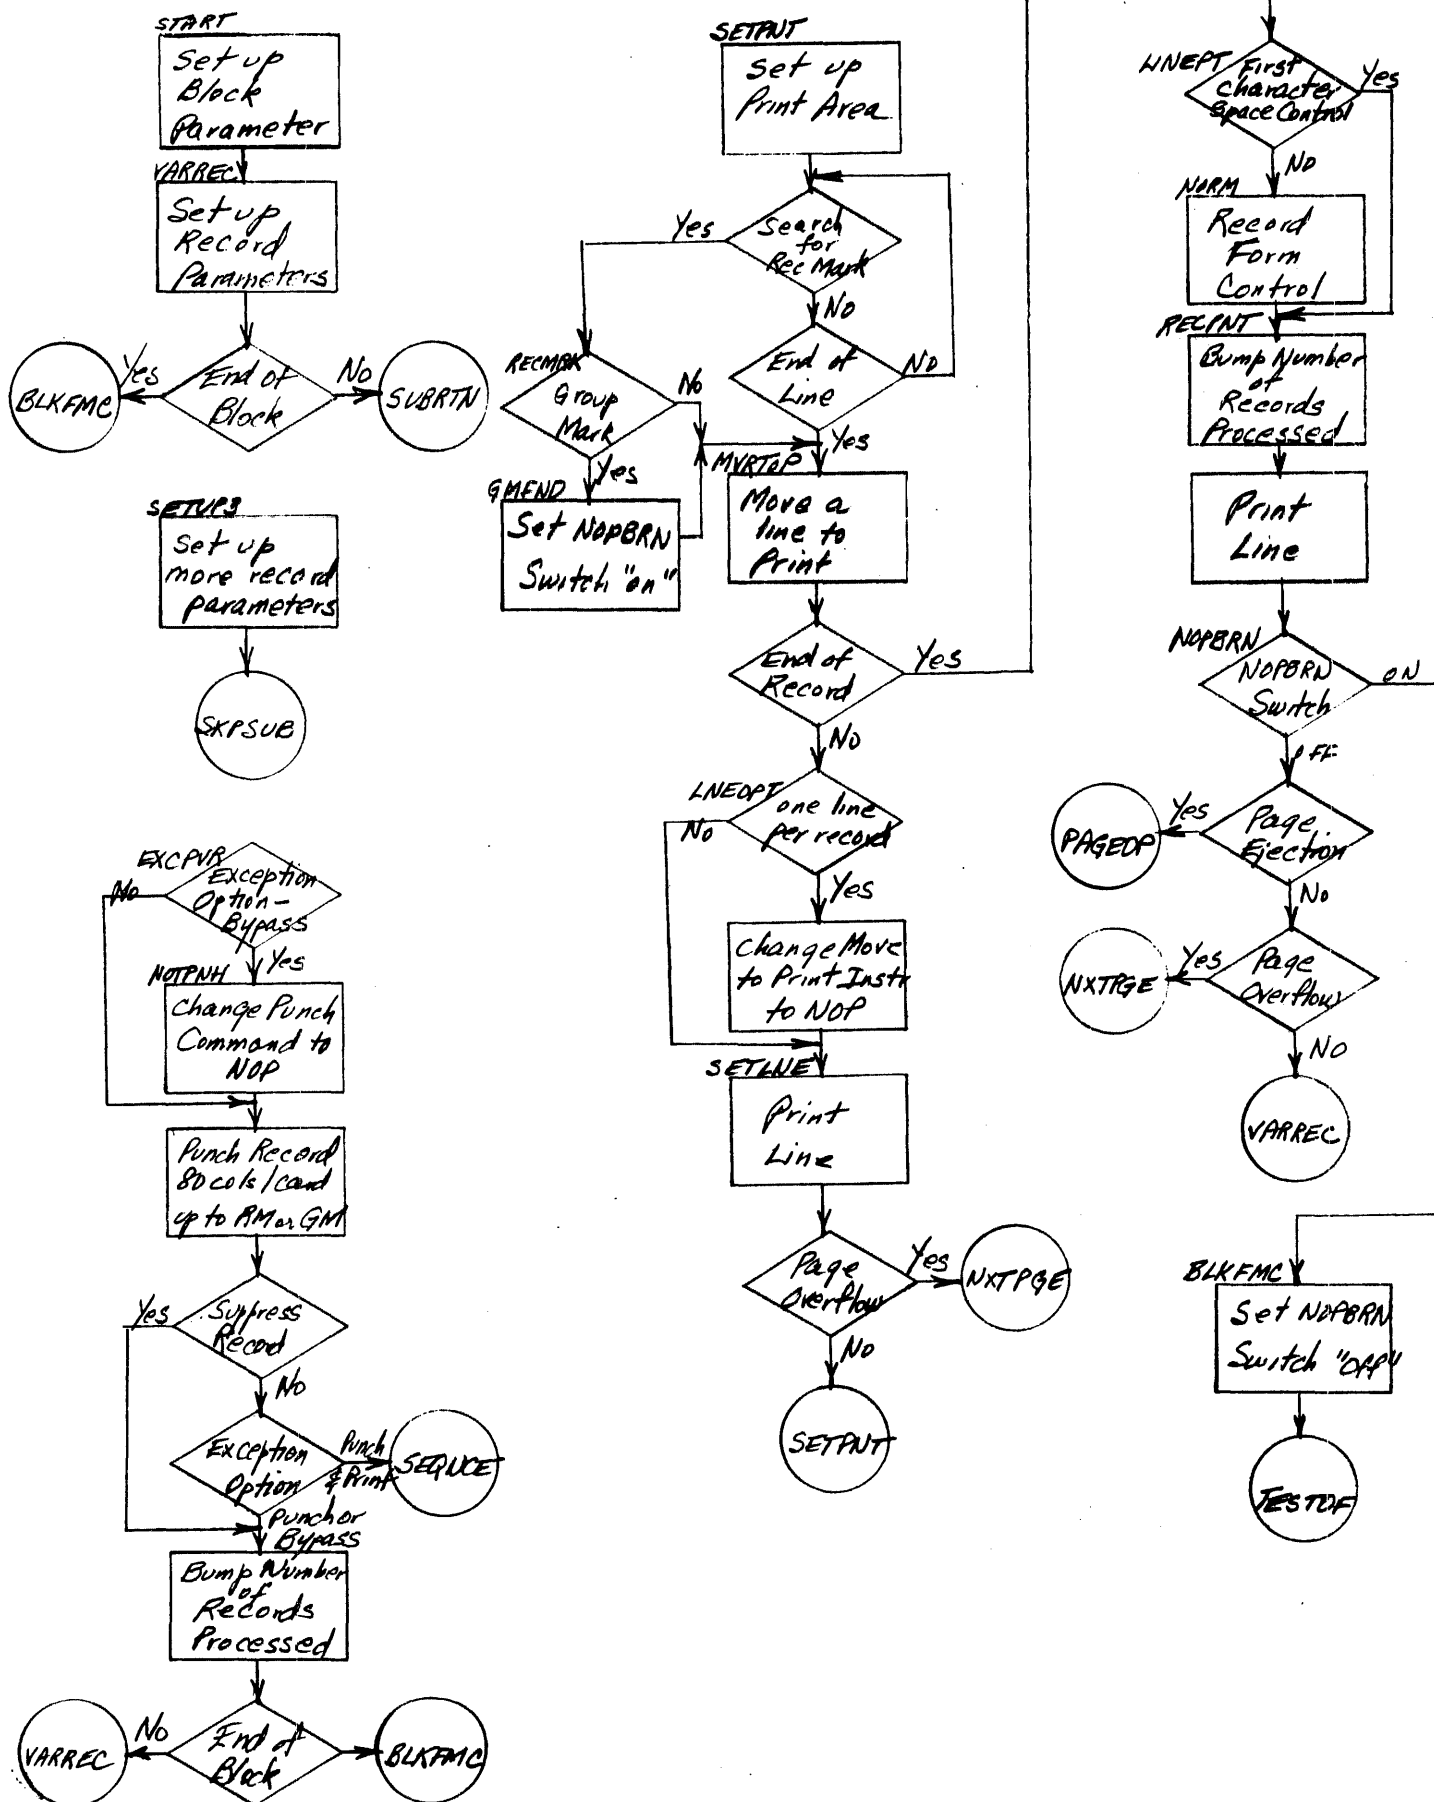 START
Set up
Block
Parameter
VARREC
Set up
Record
Parameters
End of
Block
Yes
BLKFMC
No
SUBRTN
SETUP3
Set up
more record
parameters
SKPSUB
EXCPVR
Exception
Option-
Bypass
No
Yes
NOTPNH
Change Punch
Command to
NOP
Punch Record
80 cols/card
up to RM or GM
Suppress
Record
Yes
No
Exception
Option
Punch
& Print
SEQNCE
Punch or
Bypass
Bump Number
of
Records
Processed
End of
Block
No
VARREC
BLKFMC
SETPNT
Set up
Print Area
Search
for
Rec Mark
Yes
No
End of
Line
No
Yes
RECMRK
Group
Mark
No
Yes
GMEND
Set NOPBRN
Switch "on"
MVRTOP
Move a
line to
Print
End of
Record
Yes
No
LNEOPT
one line
per record
No
Yes
Change Move
to Print Instr
to NOP
SETLNE
Print
Line
Page
Overflow
Yes
NXTPGE
No
SETPNT
LINEPT
First
Character
Space Control
Yes
No
NORM
Record
Form
Control
RECPNT
Bump Number
of
Records
Processed
Print
Line
NOPBRN
NOPBRN
Switch
ON
OFF
Page
Ejection
Yes
PAGEOP
No
Page
Overflow
Yes
NXTPGE
No
VARREC
BLKFMC
Set NOPBRN
Switch "Off"
TESTOF